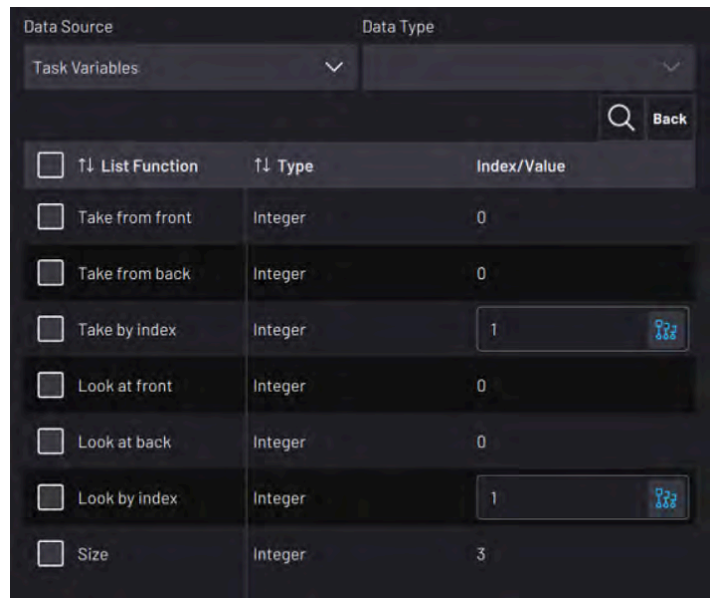 Data Source Data Type
Task Variables
Back
↑↓ List Function ↑↓ Type Index/Value
Take from front Integer 0
Take from back Integer 0
Take by index Integer 1
Look at front Integer 0
Look at back Integer 0
Look by index Integer 1
Size Integer 3